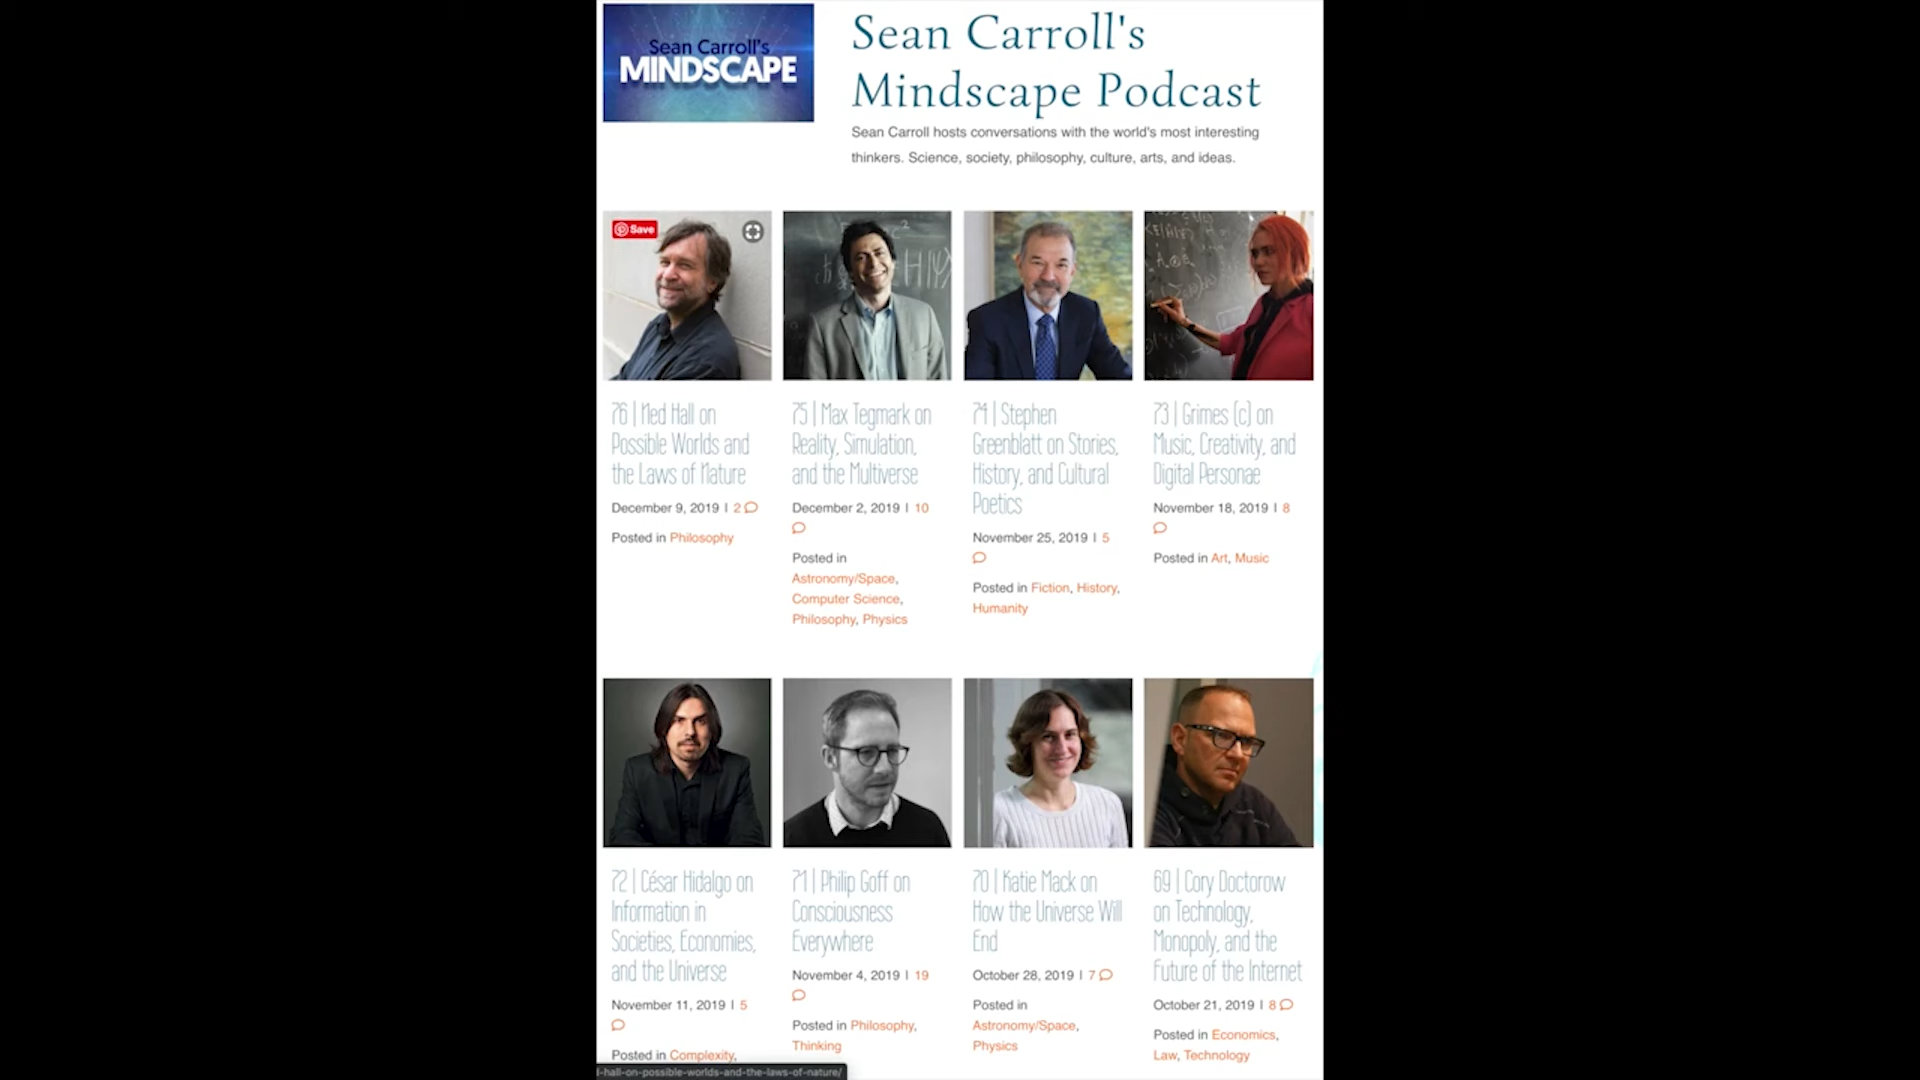 Sean Carroll's
MINDSCAPE
Sean Carroll's
Mindscape Podcast
Sean Carroll hosts conversations with the world's most interesting
thinkers. Science, society, philosophy, culture, arts, and ideas.
Save
76 | Ned Hall on
Possible Worlds and
the Laws of Nature
December 9, 2019 | 2
Posted in Philosophy
75 | Max Tegmark on
Reality, Simulation,
and the Multiverse
December 2, 2019 | 10
Posted in
Astronomy/Space,
Computer Science,
Philosophy, Physics
74 | Stephen
Greenblatt on Stories,
History, and Cultural
Poetics
November 25, 2019 | 5
Posted in Fiction, History,
Humanity
73 | Grimes (c) on
Music, Creativity, and
Digital Personae
November 18, 2019 | 8
Posted in Art, Music
72 | César Hidalgo on
Information in
Societies, Economies,
and the Universe
November 11, 2019 | 5
Posted in Complexity,
71 | Philip Goff on
Consciousness
Everywhere
November 4, 2019 | 19
Posted in Philosophy,
Thinking
70 | Katie Mack on
How the Universe Will
End
October 28, 2019 | 7
Posted in
Astronomy/Space,
Physics
69 | Cory Doctorow
on Technology,
Monopoly, and the
Future of the Internet
October 21, 2019 | 8
Posted in Economics,
Law, Technology
-hall-on-possible-worlds-and-the-laws-of-nature/